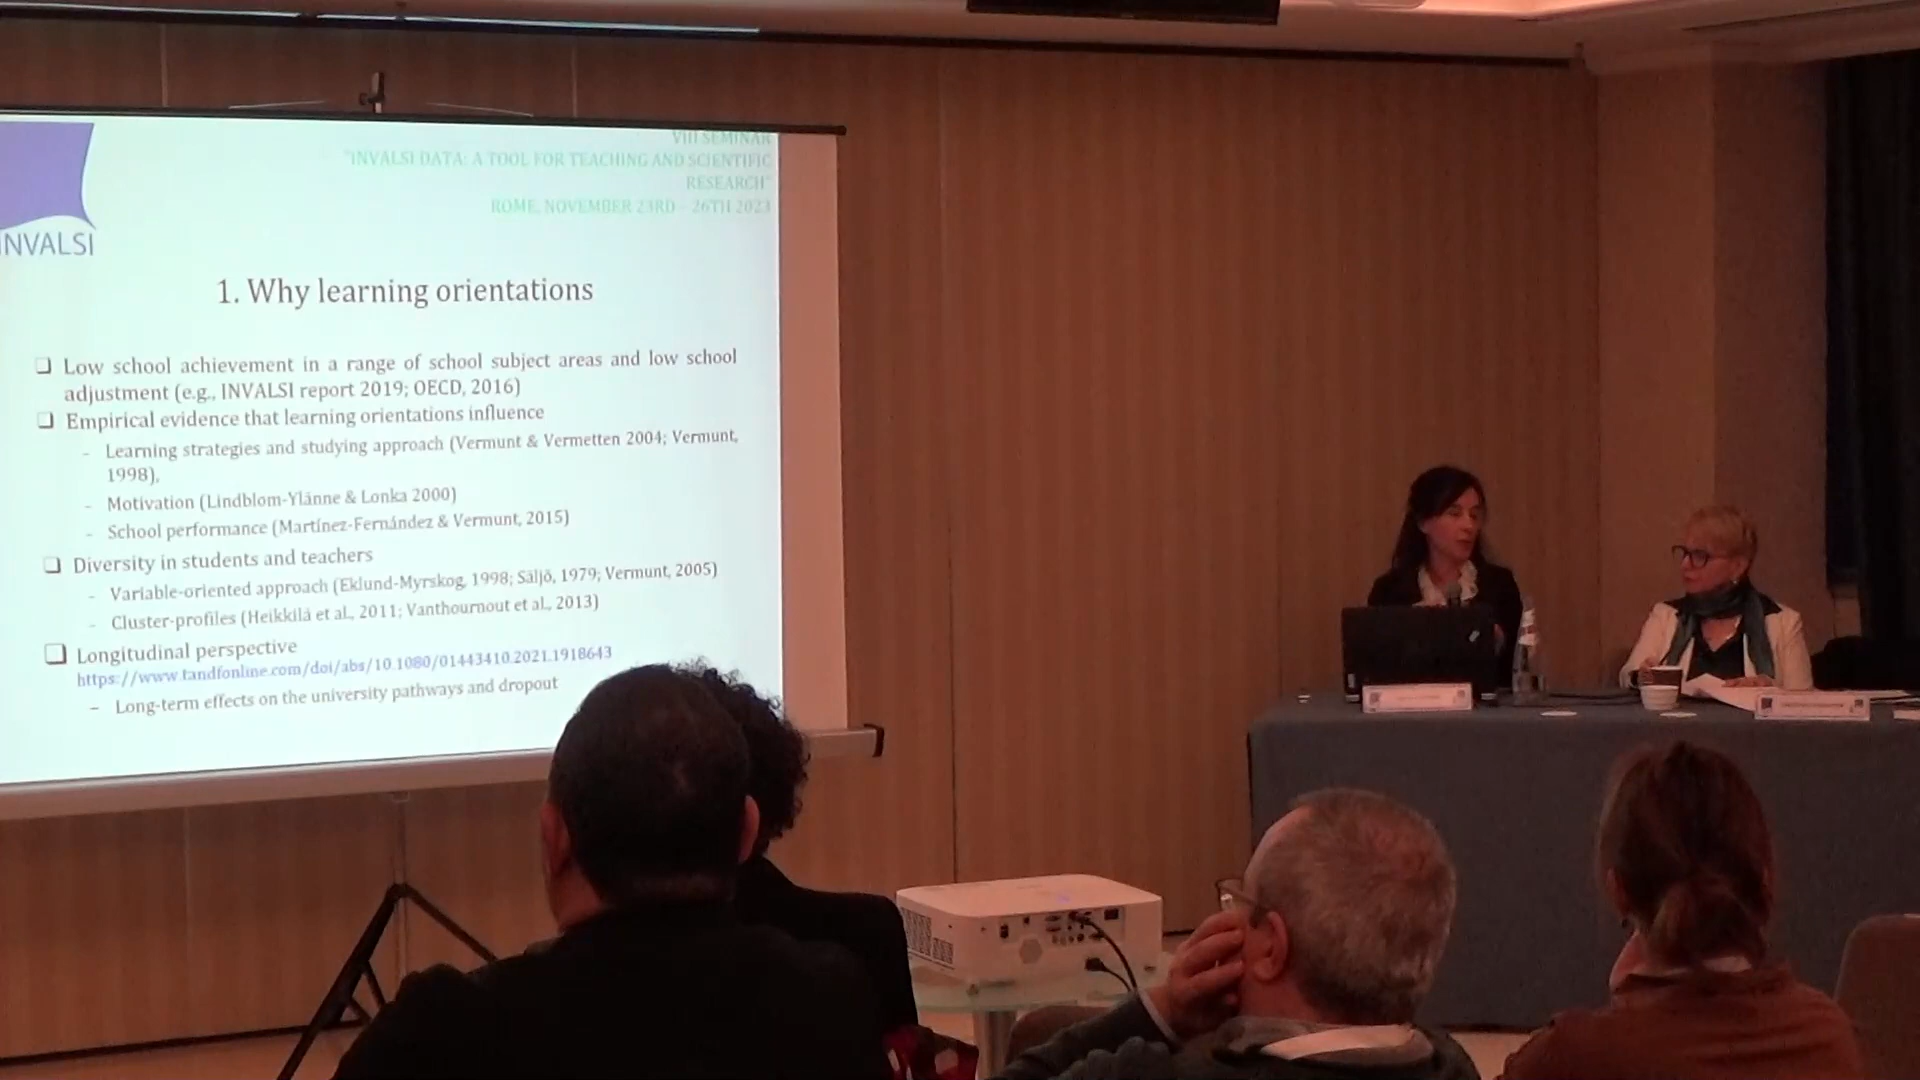 VIII SEMINAR
"INVALSI DATA: A TOOL FOR TEACHING AND SCIENTIFIC
RESEARCH"
ROME, NOVEMBER 23RD – 26TH 2023
INVALSI
1. Why learning orientations
❑ Low school achievement in a range of school subject areas and low school
adjustment (e.g., INVALSI report 2019; OECD, 2016)
❑ Empirical evidence that learning orientations influence
- Learning strategies and studying approach (Vermunt & Vermetten 2004; Vermunt,
1998),
- Motivation (Lindblom-Ylänne & Lonka 2000)
- School performance (Martínez-Fernández & Vermunt, 2015)
❑ Diversity in students and teachers
- Variable-oriented approach (Eklund-Myrskog, 1998; Säljö, 1979; Vermunt, 2005)
- Cluster-profiles (Heikkilä et al., 2011; Vanthournout et al., 2013)
❑ Longitudinal perspective
https://www.tandfonline.com/doi/abs/10.1080/01443410.2021.1918643
– Long-term effects on the university pathways and dropout